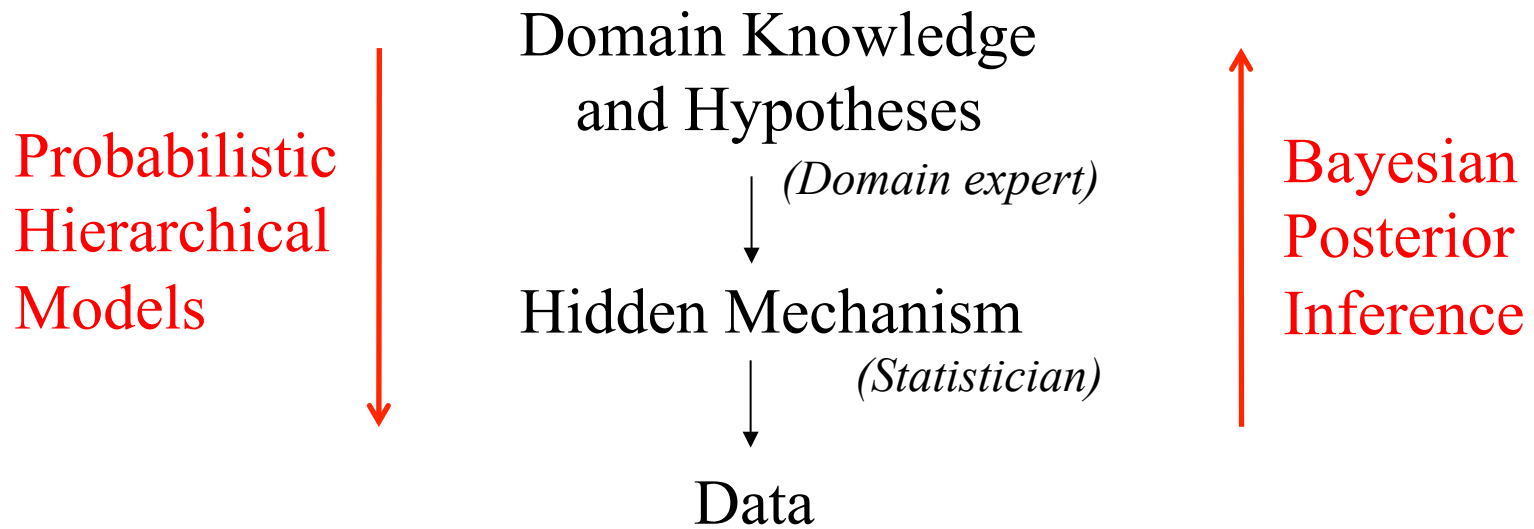 Domain Knowledge
and Hypotheses
(Domain expert)
Hidden Mechanism
(Statistician)
Data
Probabilistic
Hierarchical
Models
Bayesian
Posterior
Inference